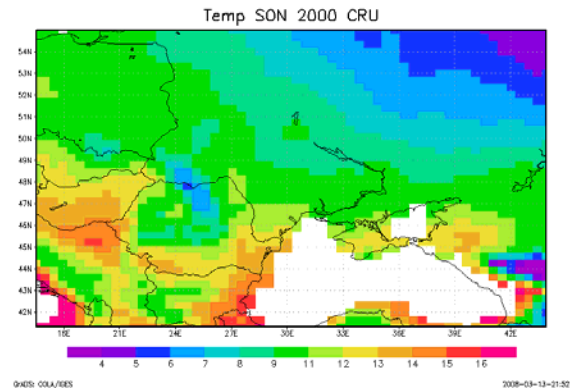 Temp SON 2000 CRU
54N
53N
52N
51N
50N
49N
48N
47N
46N
45N
44N
43N
42N
18E 21E 24E 27E 30E 33E 36E 39E 42E
4 5 6 7 8 9 11 12 13 14 15 16
GrADS: COLA/IGES 2008-03-13-21:52